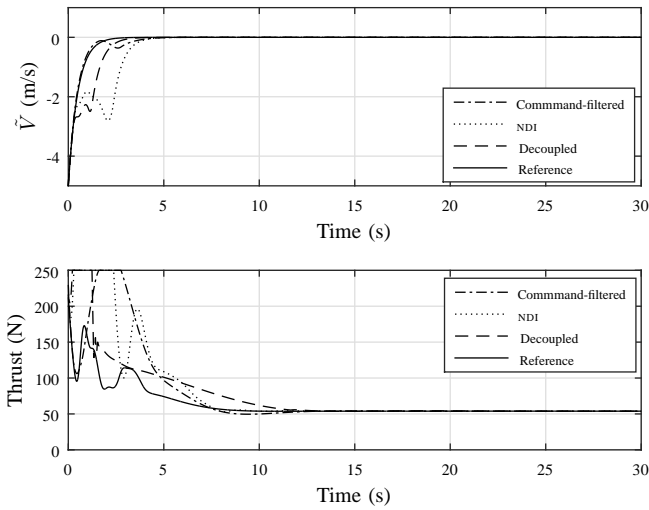 0
-2
-4
Ṽ (m/s)
Commmand-filtered
NDI
Decoupled
Reference
0 5 10 15 20 25 30
Time (s)
250
200
150
100
50
0
Thrust (N)
Commmand-filtered
NDI
Decoupled
Reference
0 5 10 15 20 25 30
Time (s)